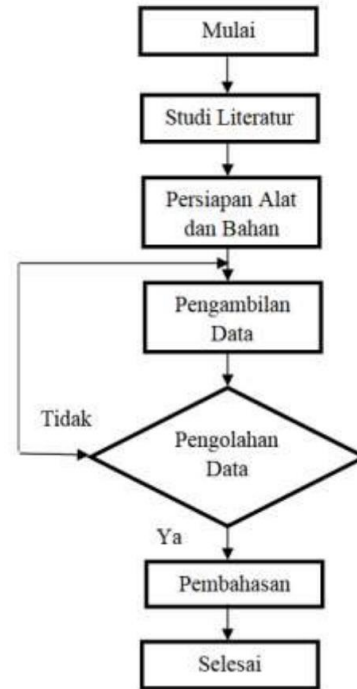 Mulai
Studi Literatur
Persiapan Alat
dan Bahan
Pengambilan
Data
Tidak
Pengolahan
Data
Ya
Pembahasan
Selesai